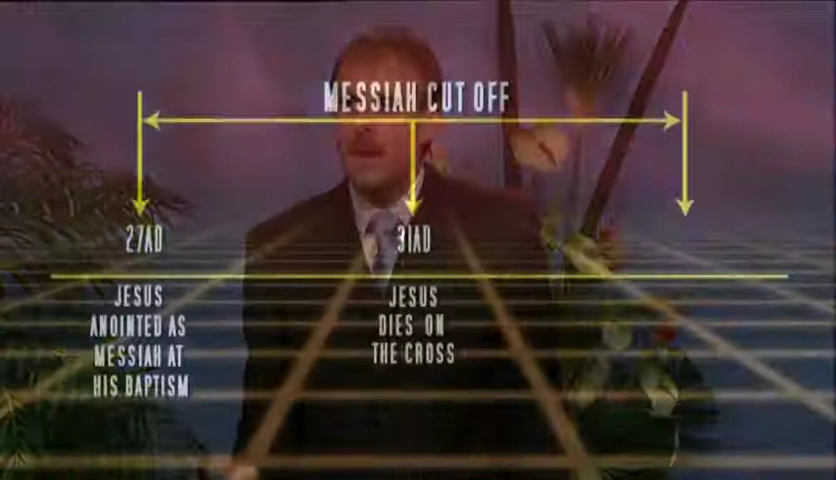 MESSIAH CUT OFF
27AD
31AD
JESUS
ANOINTED AS
MESSIAH AT
HIS BAPTISM
JESUS
DIES ON
THE CROSS